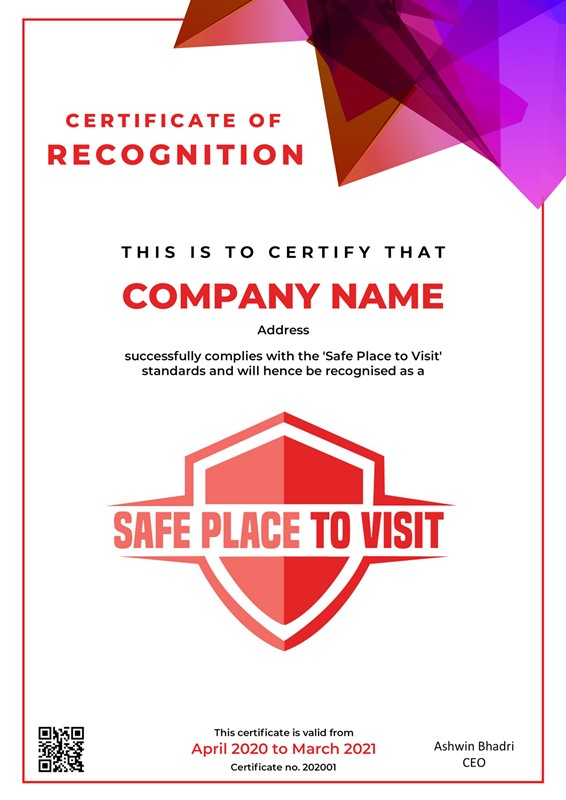 CERTIFICATE OF
RECOGNITION
THIS IS TO CERTIFY THAT
COMPANY NAME
Address
successfully complies with the 'Safe Place to Visit'
standards and will hence be recognised as a
SAFE PLACE TO VISIT
This certificate is valid from
April 2020 to March 2021
Certificate no. 202001
Ashwin Bhadri
CEO